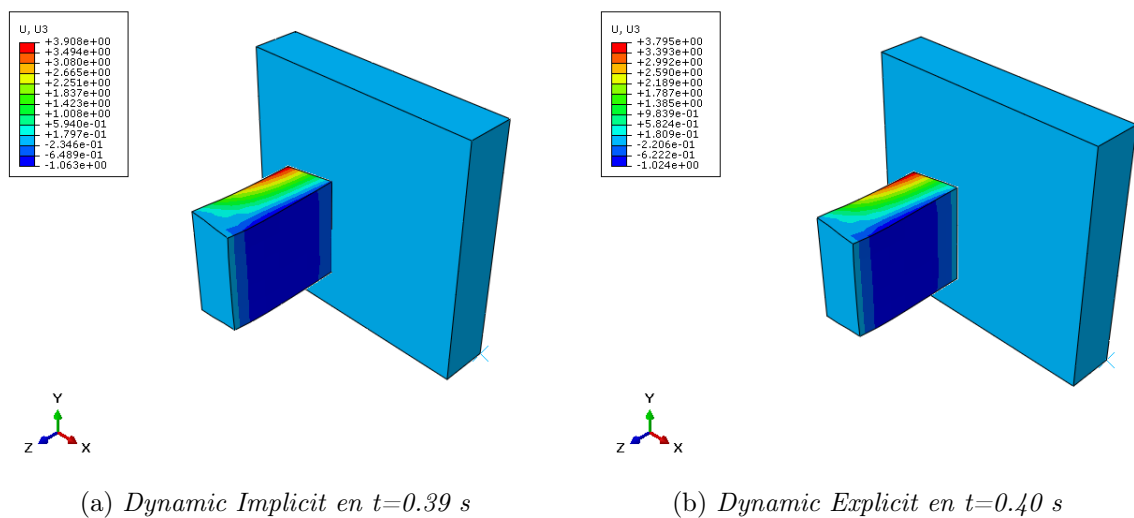 U, U3
+3.908e+00
+3.494e+00
+3.080e+00
+2.665e+00
+2.251e+00
+1.837e+00
+1.423e+00
+1.008e+00
+5.940e-01
+1.797e-01
-2.346e-01
-6.489e-01
-1.063e+00
Y
Z X
(a) Dynamic Implicit en t=0.39 s
U, U3
+3.795e+00
+3.393e+00
+2.992e+00
+2.590e+00
+2.189e+00
+1.787e+00
+1.385e+00
+9.839e-01
+5.824e-01
+1.809e-01
-2.206e-01
-6.222e-01
-1.024e+00
Y
Z X
(b) Dynamic Explicit en t=0.40 s